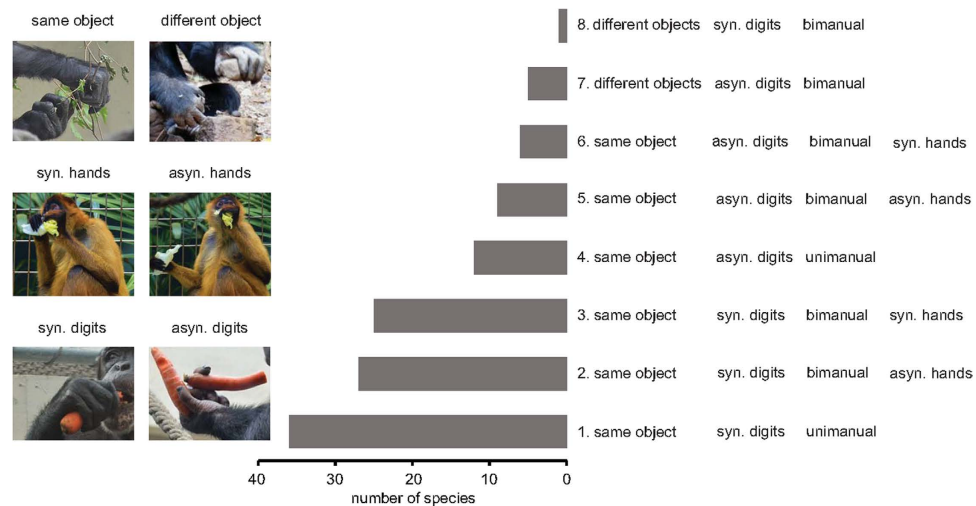 same object different object
syn. hands asyn. hands
syn. digits asyn. digits
8. different objects syn. digits bimanual
7. different objects asyn. digits bimanual
6. same object asyn. digits bimanual syn. hands
5. same object asyn. digits bimanual asyn. hands
4. same object asyn. digits unimanual
3. same object syn. digits bimanual syn. hands
2. same object syn. digits bimanual asyn. hands
1. same object syn. digits unimanual
40 30 20 10 0
number of species